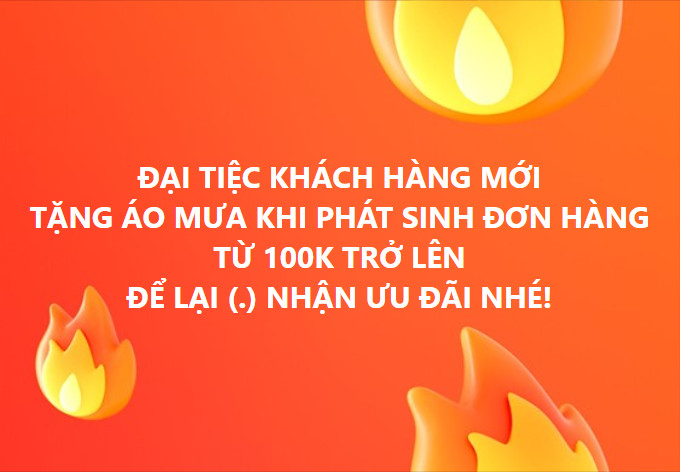 ĐẠI TIỆC KHÁCH HÀNG MỚI
TẶNG ÁO MƯA KHI PHÁT SINH ĐƠN HÀNG
TỪ 100K TRỞ LÊN
ĐỂ LẠI (.) NHẬN ƯU ĐÃI NHÉ!